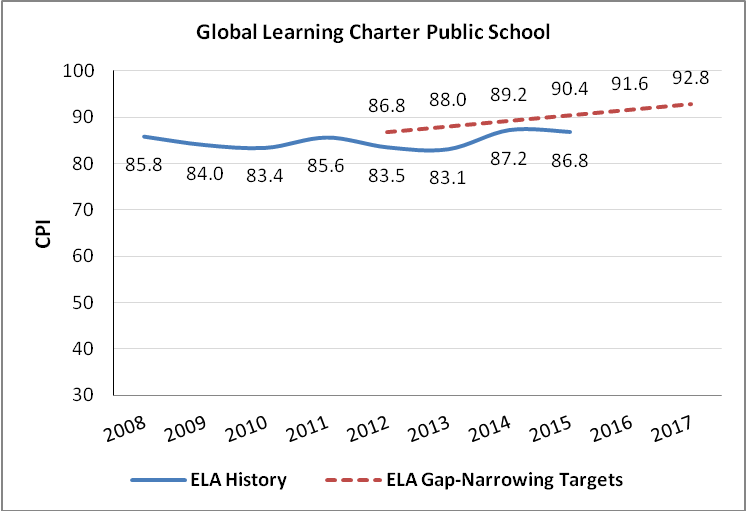 Global Learning Charter Public School
100
90
80
70
60
50
40
30
CPI
86.8 88.0 89.2 90.4 91.6 92.8
85.8 84.0 83.4 85.6 83.5 83.1 87.2 86.8
2008 2009 2010 2011 2012 2013 2014 2015 2016 2017
ELA History ELA Gap-Narrowing Targets